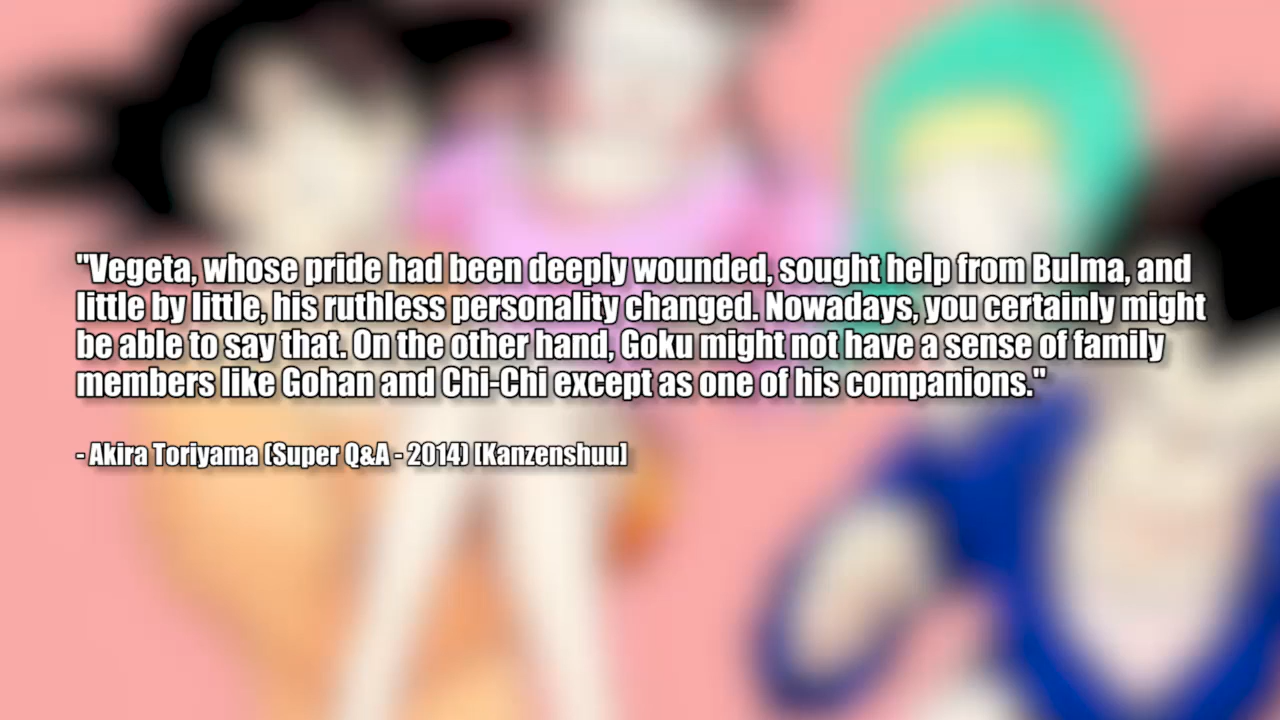 "Vegeta, whose pride had been deeply wounded, sought help from Bulma, and
little by little, his ruthless personality changed. Nowadays, you certainly might
be able to say that. On the other hand, Goku might not have a sense of family
members like Gohan and Chi-Chi except as one of his companions."
- Akira Toriyama (Super Q&A - 2014) [Kanzenshuu]